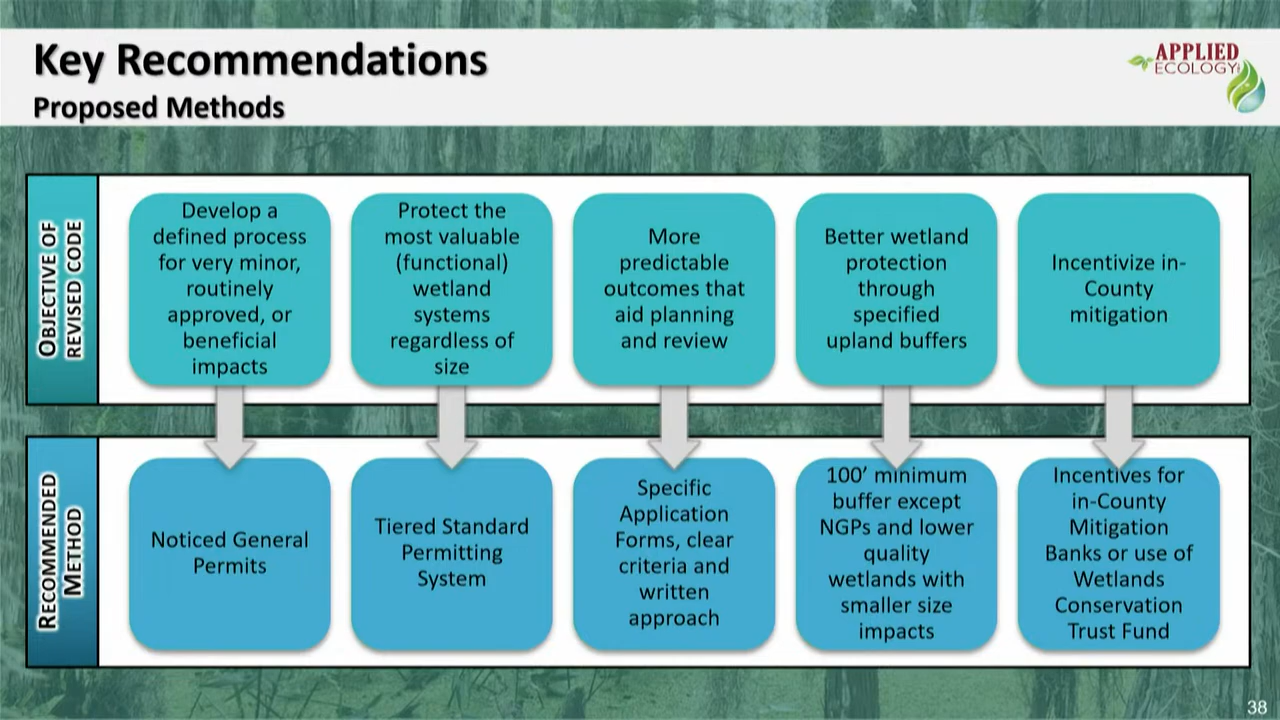 Key Recommendations
Proposed Methods
APPLIED
ECOLOGY
OBJECTIVE OF
REVISED CODE
Develop a
defined process
for very minor,
routinely
approved, or
beneficial
impacts
Protect the
most valuable
(functional)
wetland
systems
regardless of
size
More
predictable
outcomes that
aid planning
and review
Better wetland
protection
through
specified
upland buffers
Incentivize in-
County
mitigation
RECOMMENDED
METHOD
Noticed General
Permits
Tiered Standard
Permitting
System
Specific
Application
Forms, clear
criteria and
written
approach
100’ minimum
buffer except
NGPs and lower
quality
wetlands with
smaller size
impacts
Incentives for
in-County
Mitigation
Banks or use of
Wetlands
Conservation
Trust Fund
38